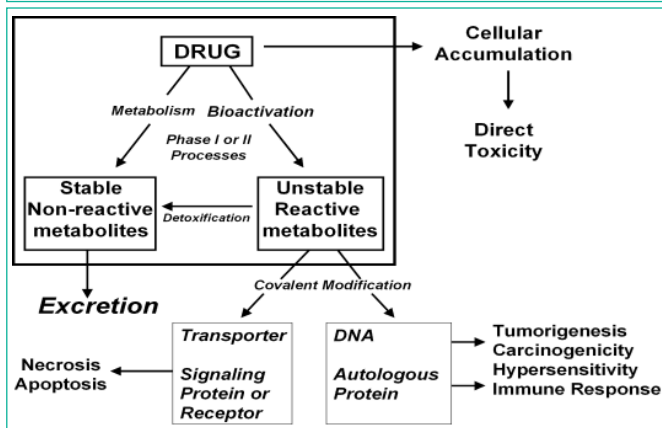 DRUG
Cellular
Accumulation
Metabolism
Bioactivation
Phase I or II
Processes
Direct
Toxicity
Stable
Non-reactive
metabolites
Detoxification
Unstable
Reactive
metabolites
Covalent Modification
Excretion
Transporter
Signaling
Protein or
Receptor
DNA
Autologous
Protein
Necrosis
Apoptosis
Tumorigenesis
Carcinogenicity
Hypersensitivity
Immune Response